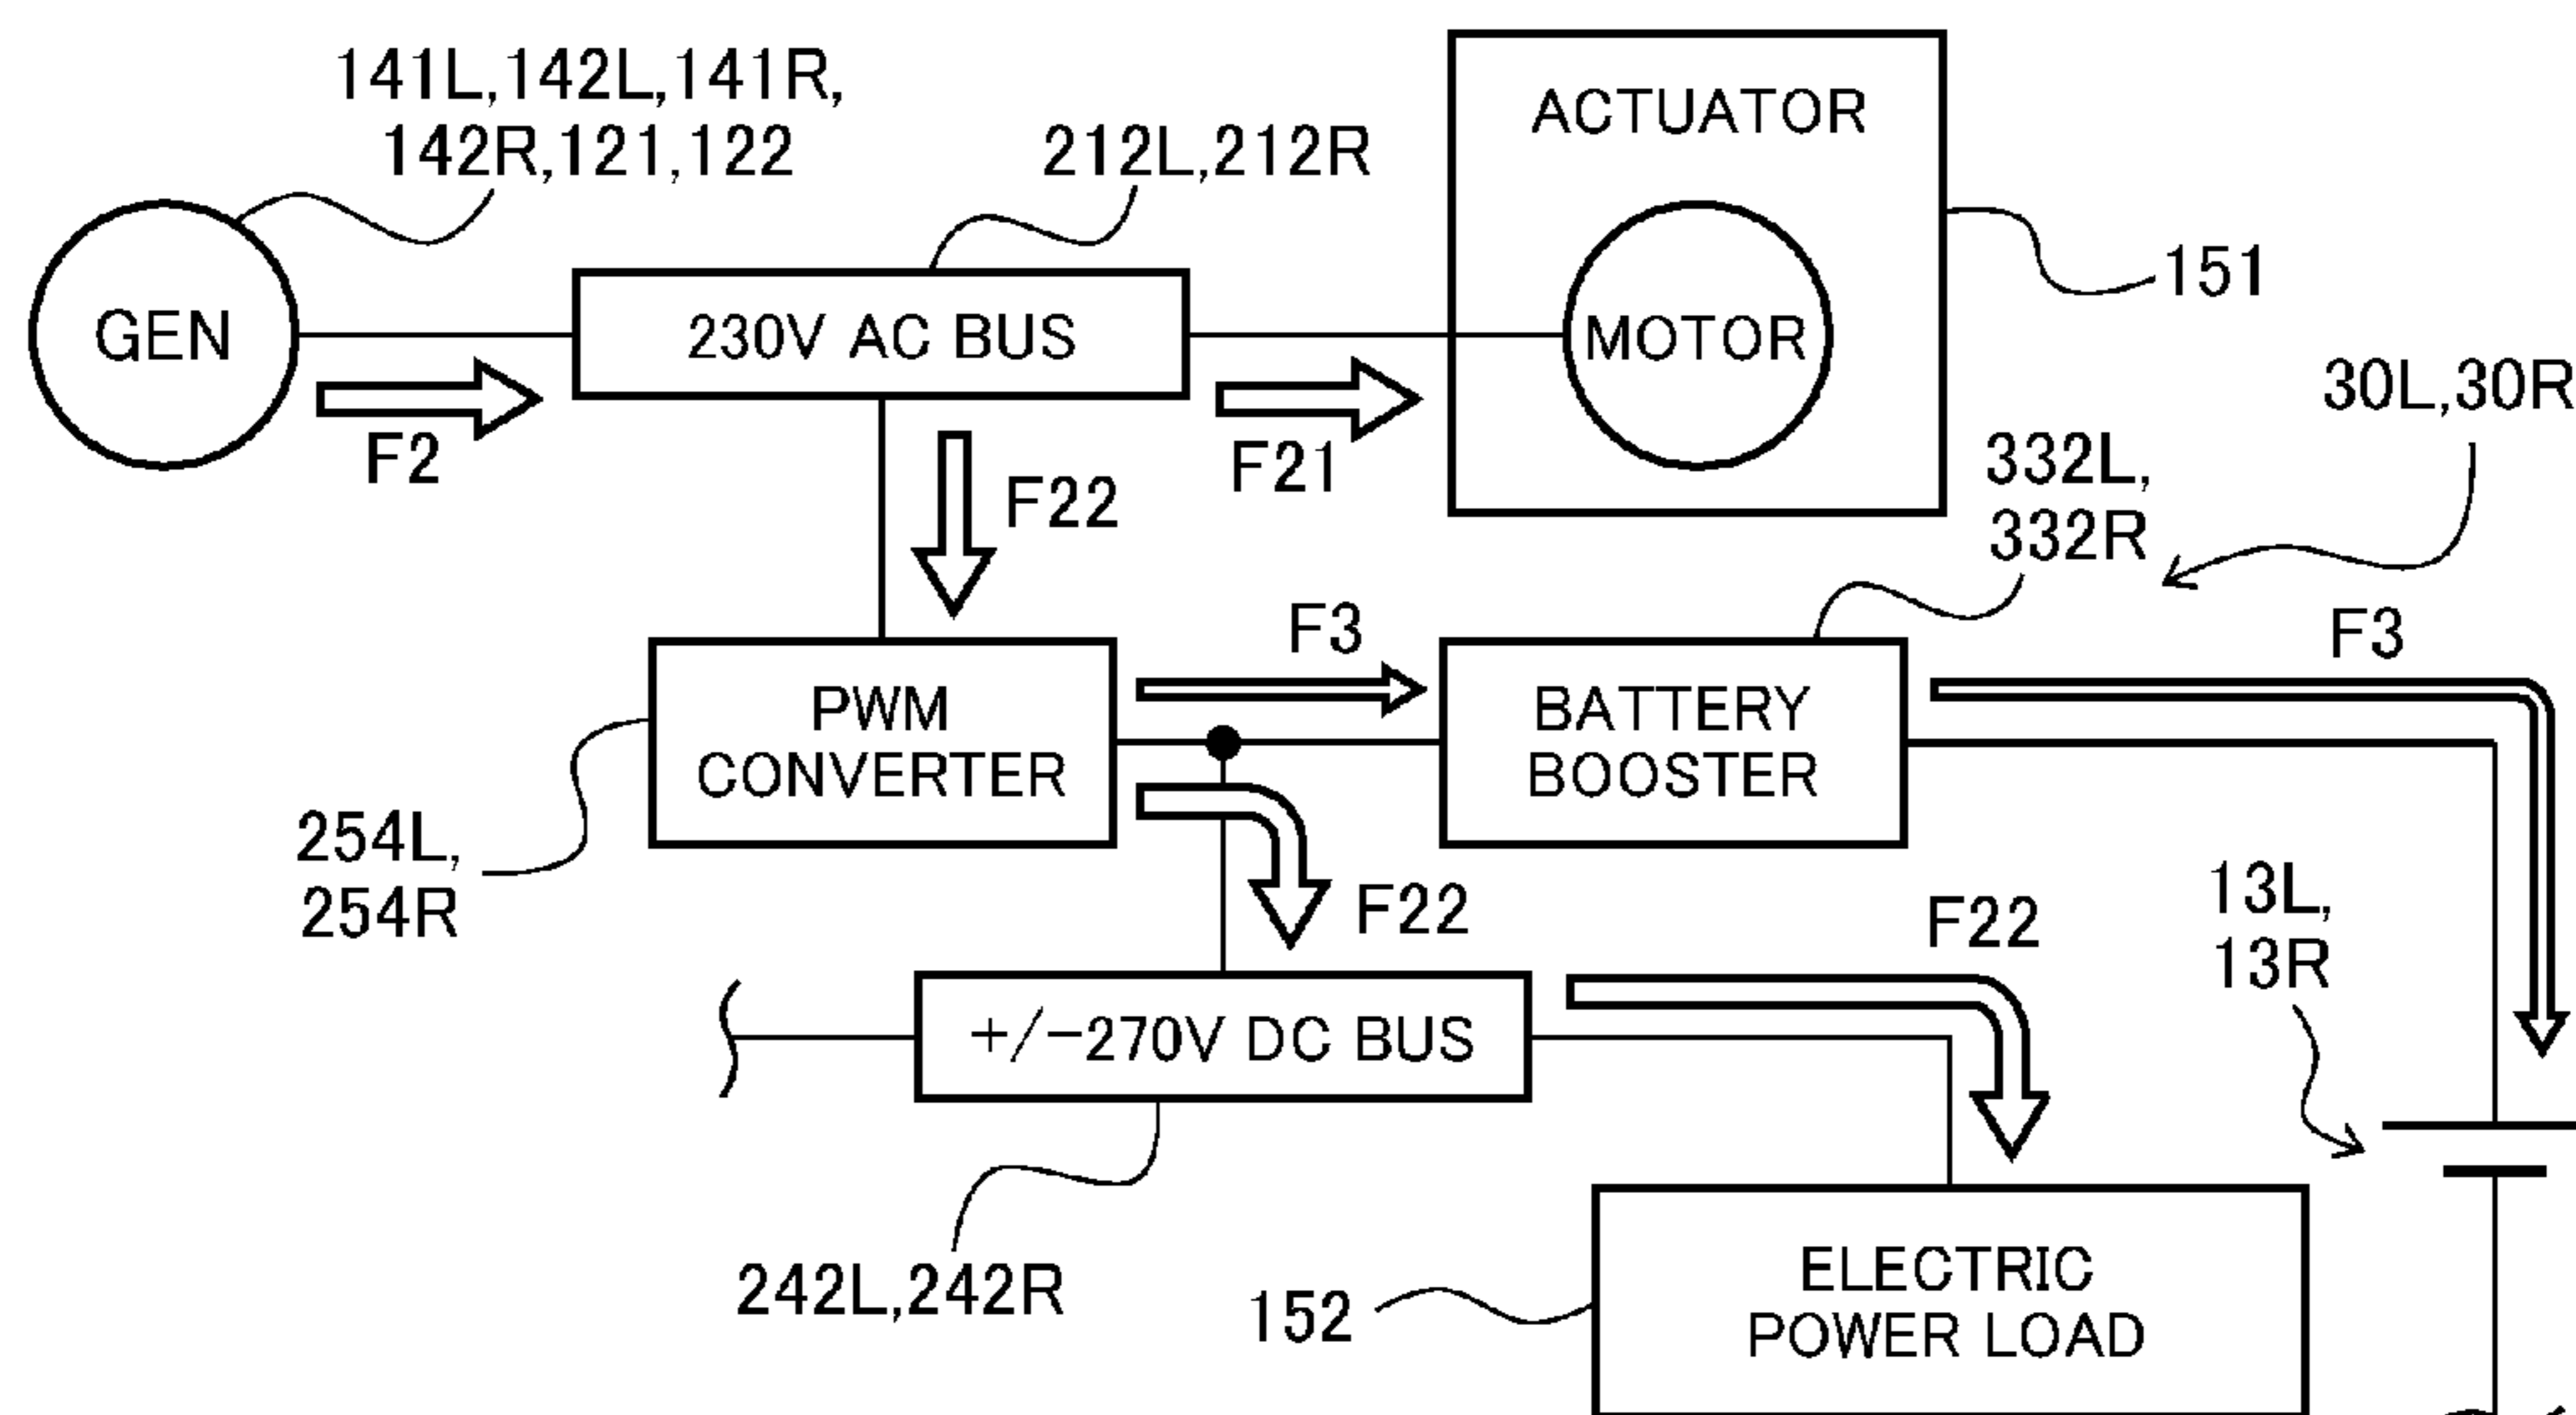 141L,142L,141R,
142R,121,122
212L,212R
ACTUATOR
GEN
230V AC BUS
MOTOR
151
F2
F21
F22
30L,30R
332L,
332R
F3
F3
PWM
CONVERTER
BATTERY
BOOSTER
254L,
254R
F22
F22
13L,
13R
+/-270V DC BUS
242L,242R
152
ELECTRIC
POWER LOAD